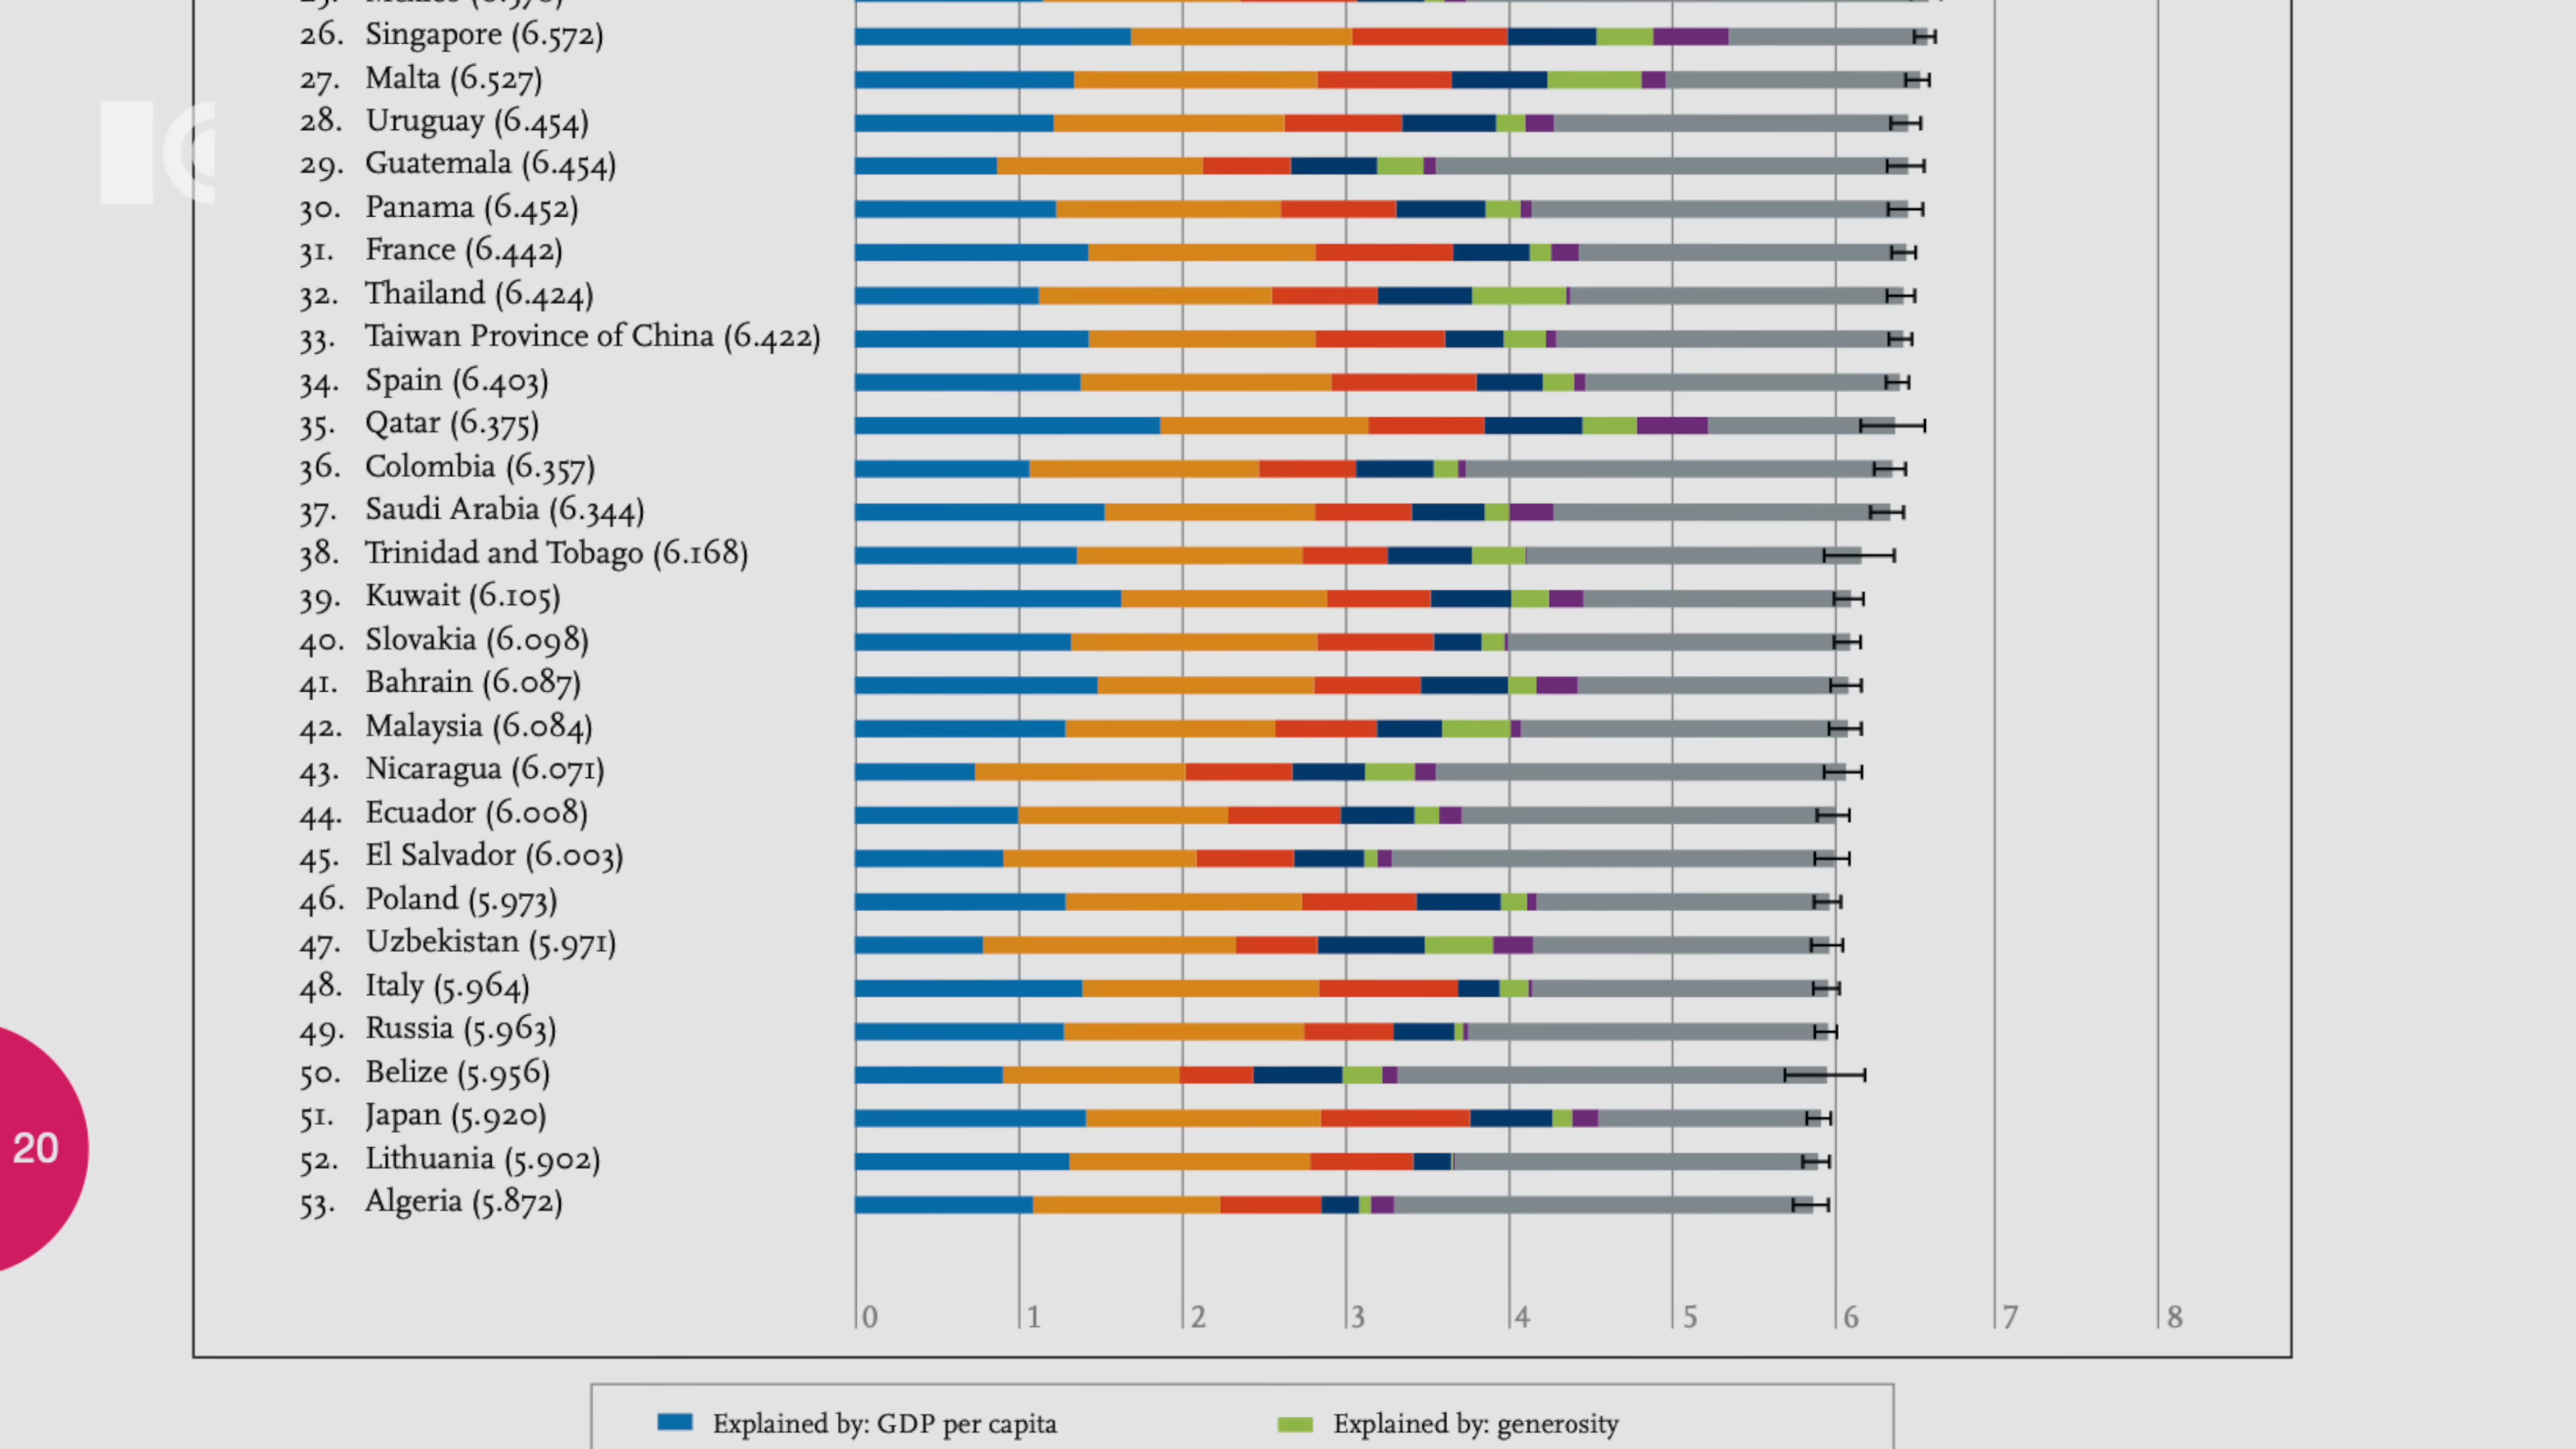 26. Singapore (6.572)
27. Malta (6.527)
28. Uruguay (6.454)
29. Guatemala (6.454)
30. Panama (6.452)
31. France (6.442)
32. Thailand (6.424)
33. Taiwan Province of China (6.422)
34. Spain (6.403)
35. Qatar (6.375)
36. Colombia (6.357)
37. Saudi Arabia (6.344)
38. Trinidad and Tobago (6.168)
39. Kuwait (6.105)
40. Slovakia (6.098)
41. Bahrain (6.087)
42. Malaysia (6.084)
43. Nicaragua (6.071)
44. Ecuador (6.008)
45. El Salvador (6.003)
46. Poland (5.973)
47. Uzbekistan (5.971)
48. Italy (5.964)
49. Russia (5.963)
50. Belize (5.956)
51. Japan (5.920)
20
52. Lithuania (5.902)
53. Algeria (5.872)
0 1 2 3 4 5 6 7 8
Explained by: GDP per capita Explained by: generosity